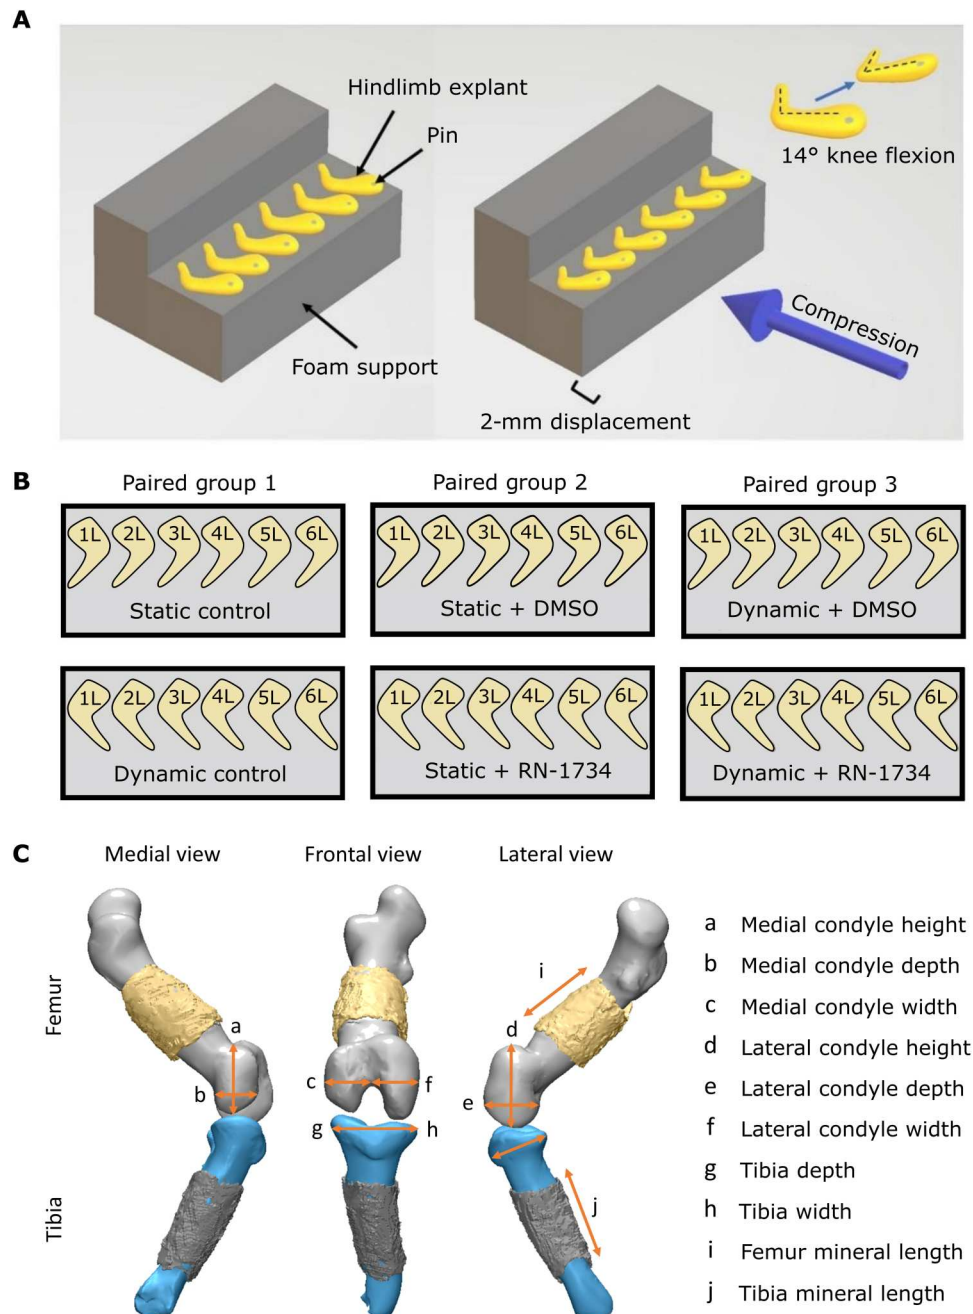 A
Hindlimb explant
Pin
14° knee flexion
Compression
Foam support
2-mm displacement
B
Paired group 1
Paired group 2
Paired group 3
1L 2L 3L 4L 5L 6L
Static control
1L 2L 3L 4L 5L 6L
Static + DMSO
1L 2L 3L 4L 5L 6L
Dynamic + DMSO
1L 2L 3L 4L 5L 6L
Dynamic control
1L 2L 3L 4L 5L 6L
Static + RN-1734
1L 2L 3L 4L 5L 6L
Dynamic + RN-1734
C
Medial view
Frontal view
Lateral view
Femur
Tibia
a
b
c
f
g
h
i
d
e
j
a Medial condyle height
b Medial condyle depth
c Medial condyle width
d Lateral condyle height
e Lateral condyle depth
f Lateral condyle width
g Tibia depth
h Tibia width
i Femur mineral length
j Tibia mineral length